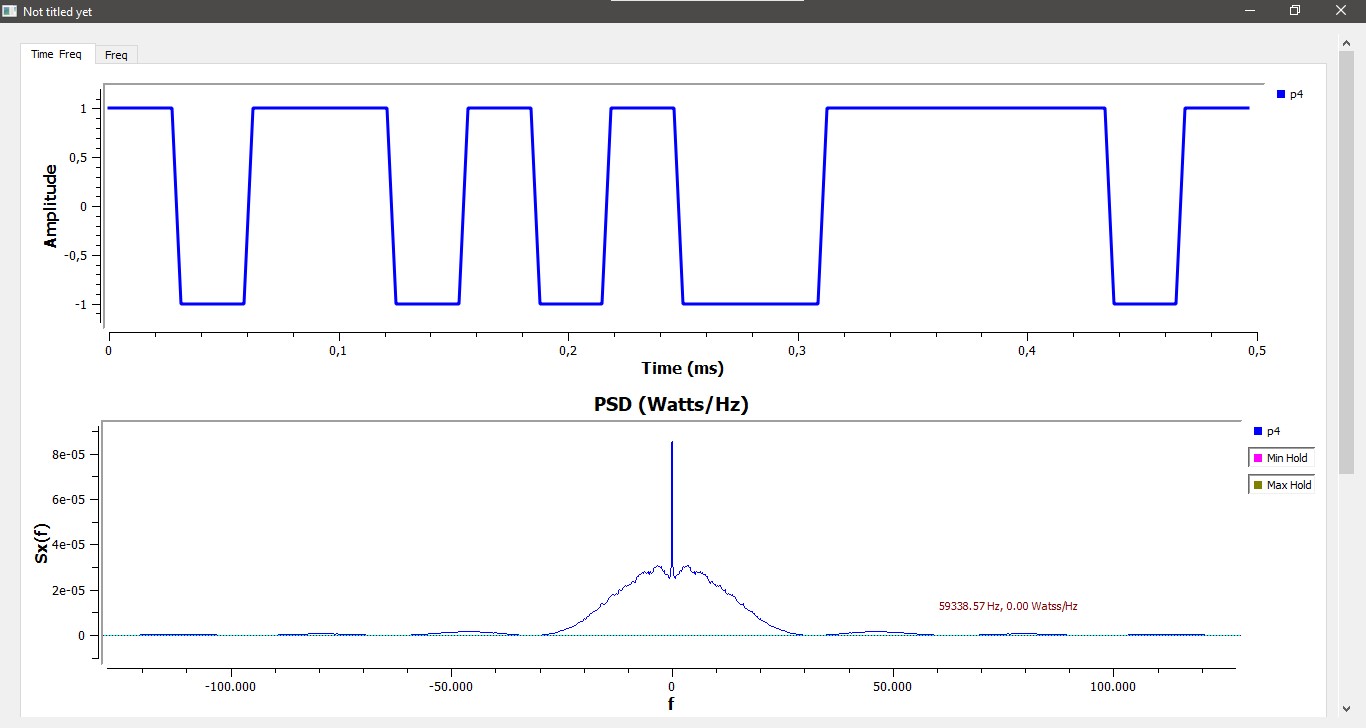 Not titled yet
Time Freq Freq
p4
1
0,5
0
-0,5
-1
Amplitude
0 0,1 0,2 0,3 0,4 0,5
Time (ms)
PSD (Watts/Hz)
p4
Min Hold
Max Hold
8e-05
6e-05
4e-05
2e-05
0
Sx(f)
59338.57 Hz, 0.00 Watss/Hz
-100.000 -50.000 0 50.000 100.000
f